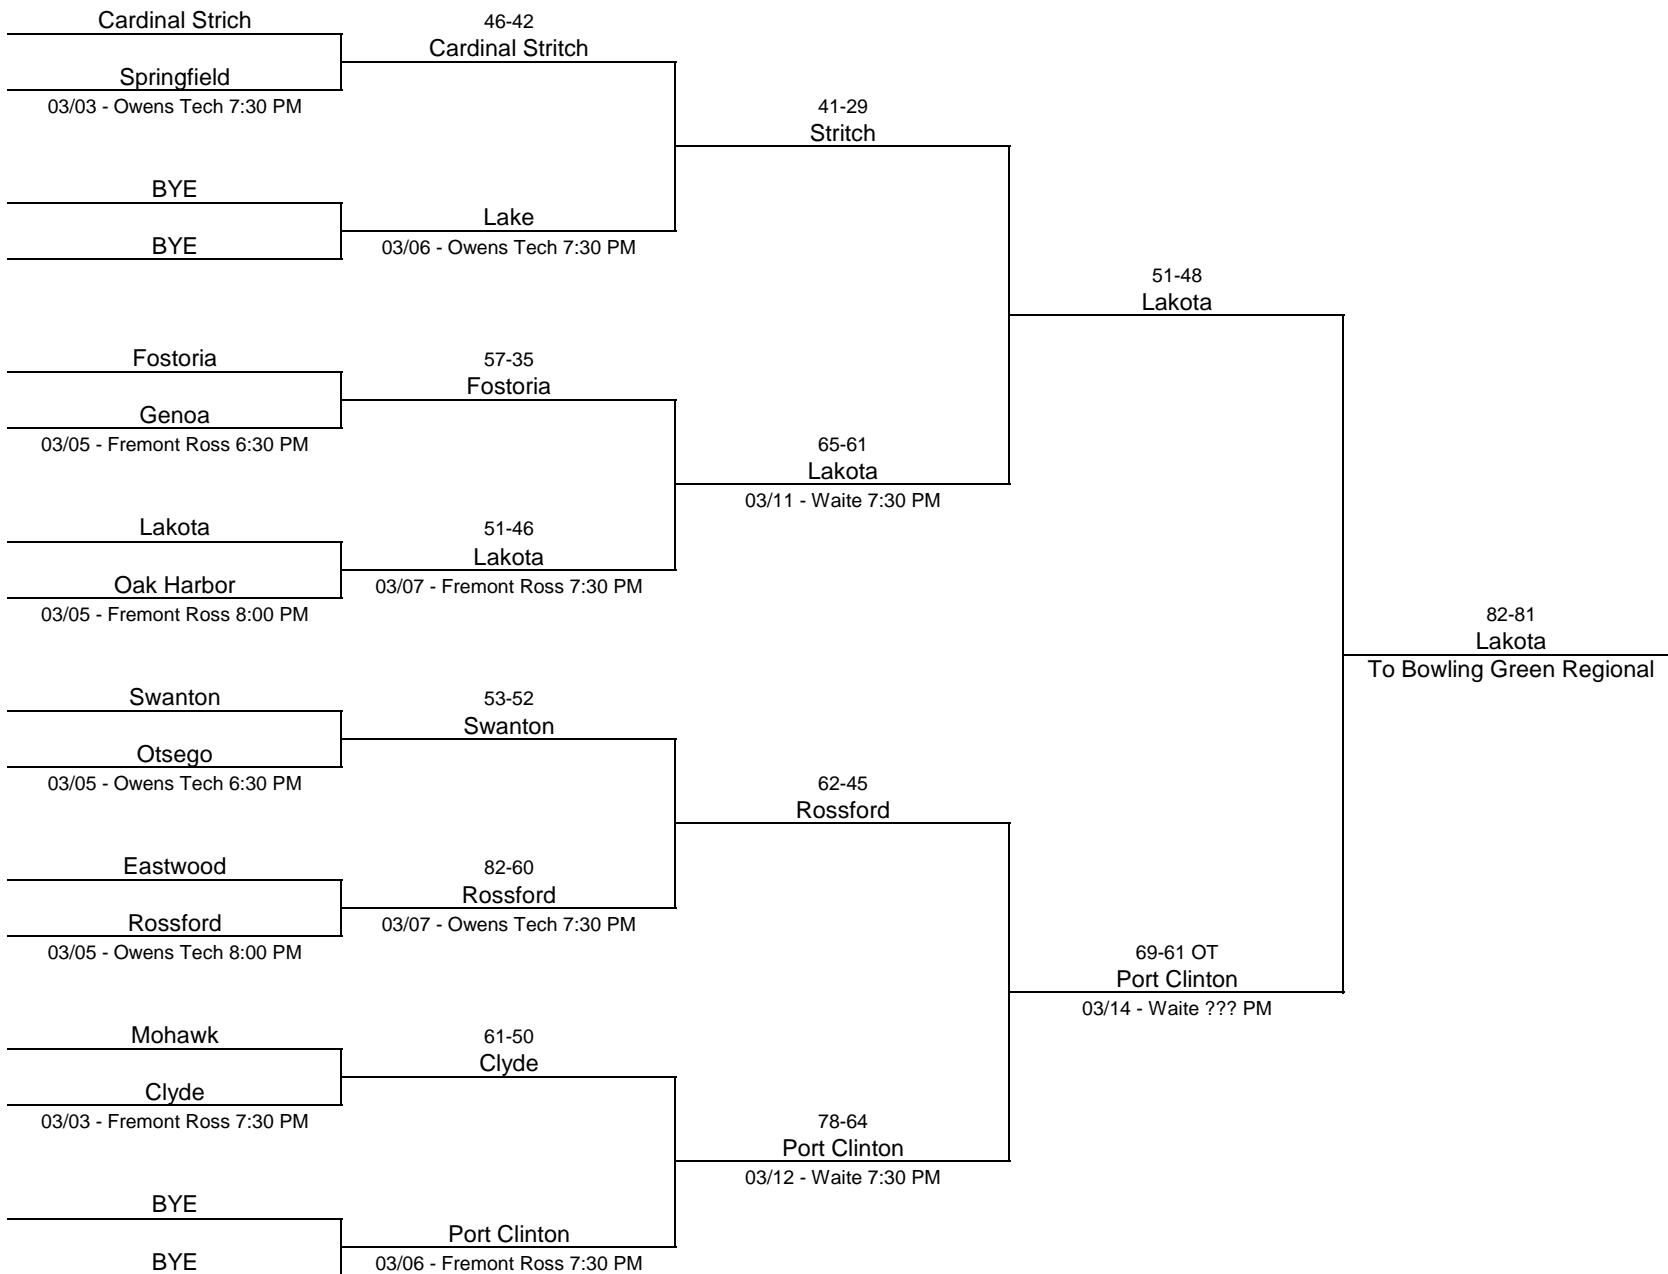 Cardinal Strich
Springfield
03/03 - Owens Tech 7:30 PM
BYE
BYE
Fostoria
Genoa
03/05 - Fremont Ross 6:30 PM
Lakota
Oak Harbor
03/05 - Fremont Ross 8:00 PM
Swanton
Otsego
03/05 - Owens Tech 6:30 PM
Eastwood
Rossford
03/05 - Owens Tech 8:00 PM
Mohawk
Clyde
03/03 - Fremont Ross 7:30 PM
BYE
BYE
46-42
Cardinal Stritch
Lake
03/06 - Owens Tech 7:30 PM
57-35
Fostoria
51-46
Lakota
03/07 - Fremont Ross 7:30 PM
53-52
Swanton
82-60
Rossford
03/07 - Owens Tech 7:30 PM
61-50
Clyde
Port Clinton
03/06 - Fremont Ross 7:30 PM
41-29
Stritch
65-61
Lakota
03/11 - Waite 7:30 PM
62-45
Rossford
78-64
Port Clinton
03/12 - Waite 7:30 PM
51-48
Lakota
69-61 OT
Port Clinton
03/14 - Waite ??? PM
82-81
Lakota
To Bowling Green Regional